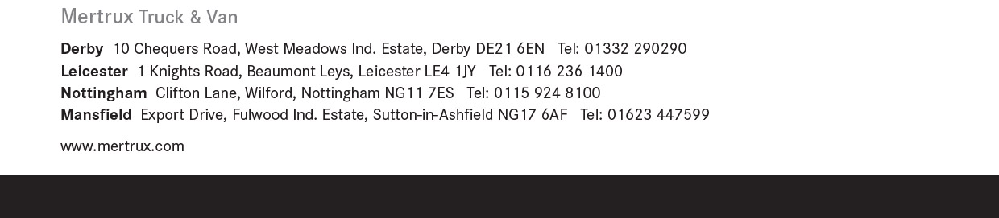 Mertrux Truck & Van
Derby 10 Chequers Road, West Meadows Ind. Estate, Derby DE21 6EN Tel: 01332 290290
Leicester 1 Knights Road, Beaumont Leys, Leicester LE4 1JY Tel: 0116 236 1400
Nottingham Clifton Lane, Wilford, Nottingham NG11 7ES Tel: 0115 924 8100
Mansfield Export Drive, Fulwood Ind. Estate, Sutton-in-Ashfield NG17 6AF Tel: 01623 447599
www.mertrux.com